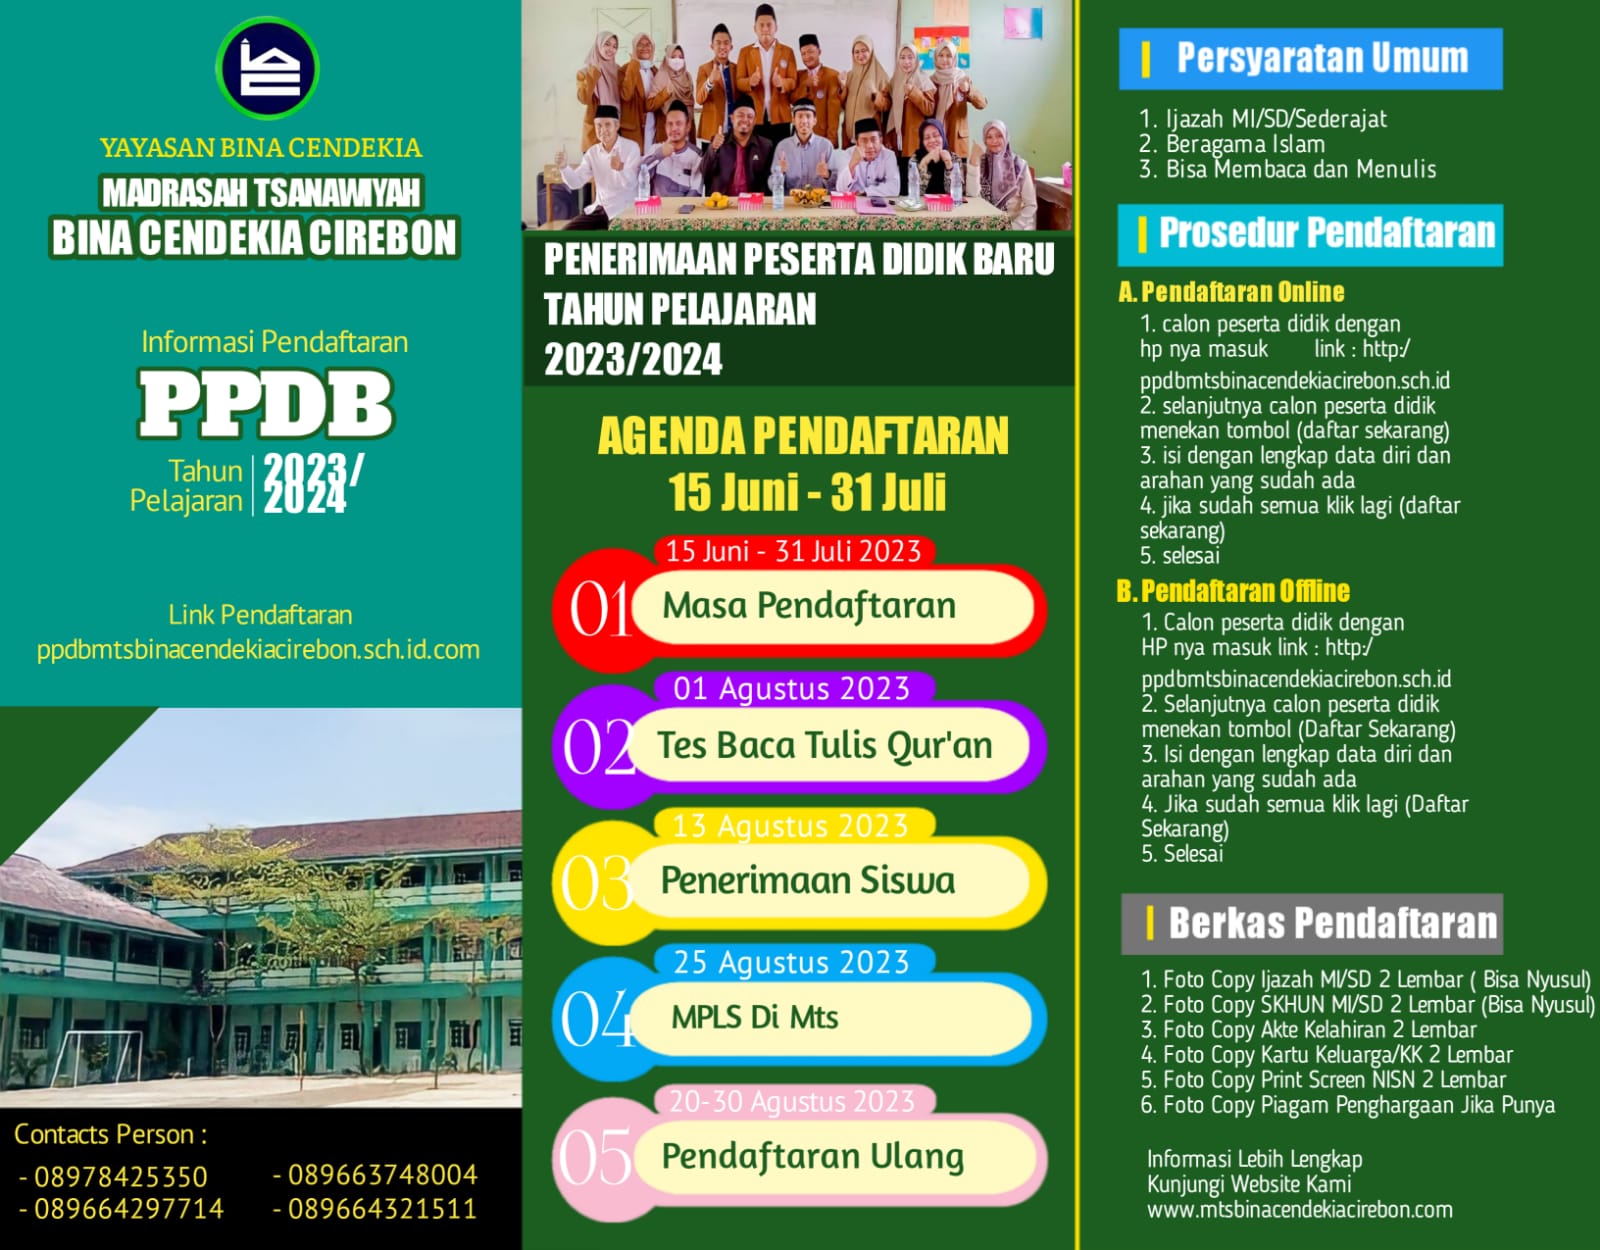 YAYASAN BINA CENDEKIA
MADRASAH TSANAWIYAH
BINA CENDEKIA CIREBON
Informasi Pendaftaran
PPDB
Tahun
Pelajaran
2023/
2024
Link Pendaftaran
ppdbmtsbinacendekiacirebon.sch.id.com
Contacts Person :
- 08978425350
- 089664297714
- 089663748004
- 089664321511
PENERIMAAN PESERTA DIDIK BARU
TAHUN PELAJARAN
2023/2024
AGENDA PENDAFTARAN
15 Juni - 31 Juli
15 Juni - 31 Juli 2023
01
Masa Pendaftaran
01 Agustus 2023
02
Tes Baca Tulis Qur'an
13 Agustus 2023
03
Penerimaan Siswa
25 Agustus 2023
04
MPLS Di Mts
20-30 Agustus 2023
05
Pendaftaran Ulang
Persyaratan Umum
1. Ijazah MI/SD/Sederajat
2. Beragama Islam
3. Bisa Membaca dan Menulis
Prosedur Pendaftaran
A. Pendaftaran Online
1. calon peserta didik dengan
hp nya masuk link : http:/
ppdbmtsbinacendekiacirebon.sch.id
2. selanjutnya calon peserta didik
menekan tombol (daftar sekarang)
3. isi dengan lengkap data diri dan
arahan yang sudah ada
4. jika sudah semua klik lagi (daftar
sekarang)
5. selesai
B. Pendaftaran Offline
1. Calon peserta didik dengan
HP nya masuk link : http:/
ppdbmtsbinacendekiacirebon.sch.id
2. Selanjutnya calon peserta didik
menekan tombol (Daftar Sekarang)
3. Isi dengan lengkap data diri dan
arahan yang sudah ada
4. Jika sudah semua klik lagi (Daftar
Sekarang)
5. Selesai
Berkas Pendaftaran
1. Foto Copy Ijazah MI/SD 2 Lembar ( Bisa Nyusul)
2. Foto Copy SKHUN MI/SD 2 Lembar (Bisa Nyusul)
3. Foto Copy Akte Kelahiran 2 Lembar
4. Foto Copy Kartu Keluarga/KK 2 Lembar
5. Foto Copy Print Screen NISN 2 Lembar
6. Foto Copy Piagam Penghargaan Jika Punya
Informasi Lebih Lengkap
Kunjungi Website Kami
www.mtsbinacendekiacirebon.com